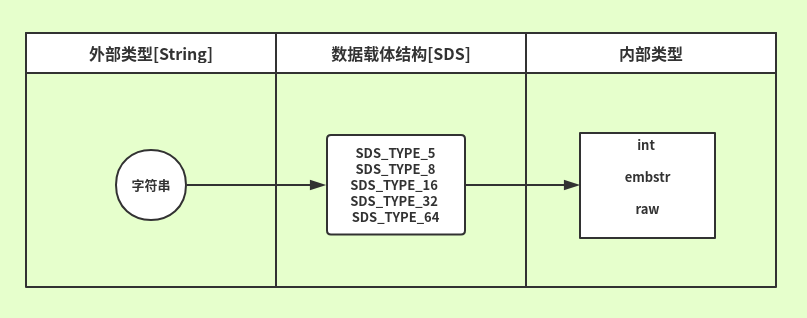 外部类型[String]
数据载体结构[SDS]
内部类型
字符串
SDS_TYPE_5
SDS_TYPE_8
SDS_TYPE_16
SDS_TYPE_32
SDS_TYPE_64
int
embstr
raw